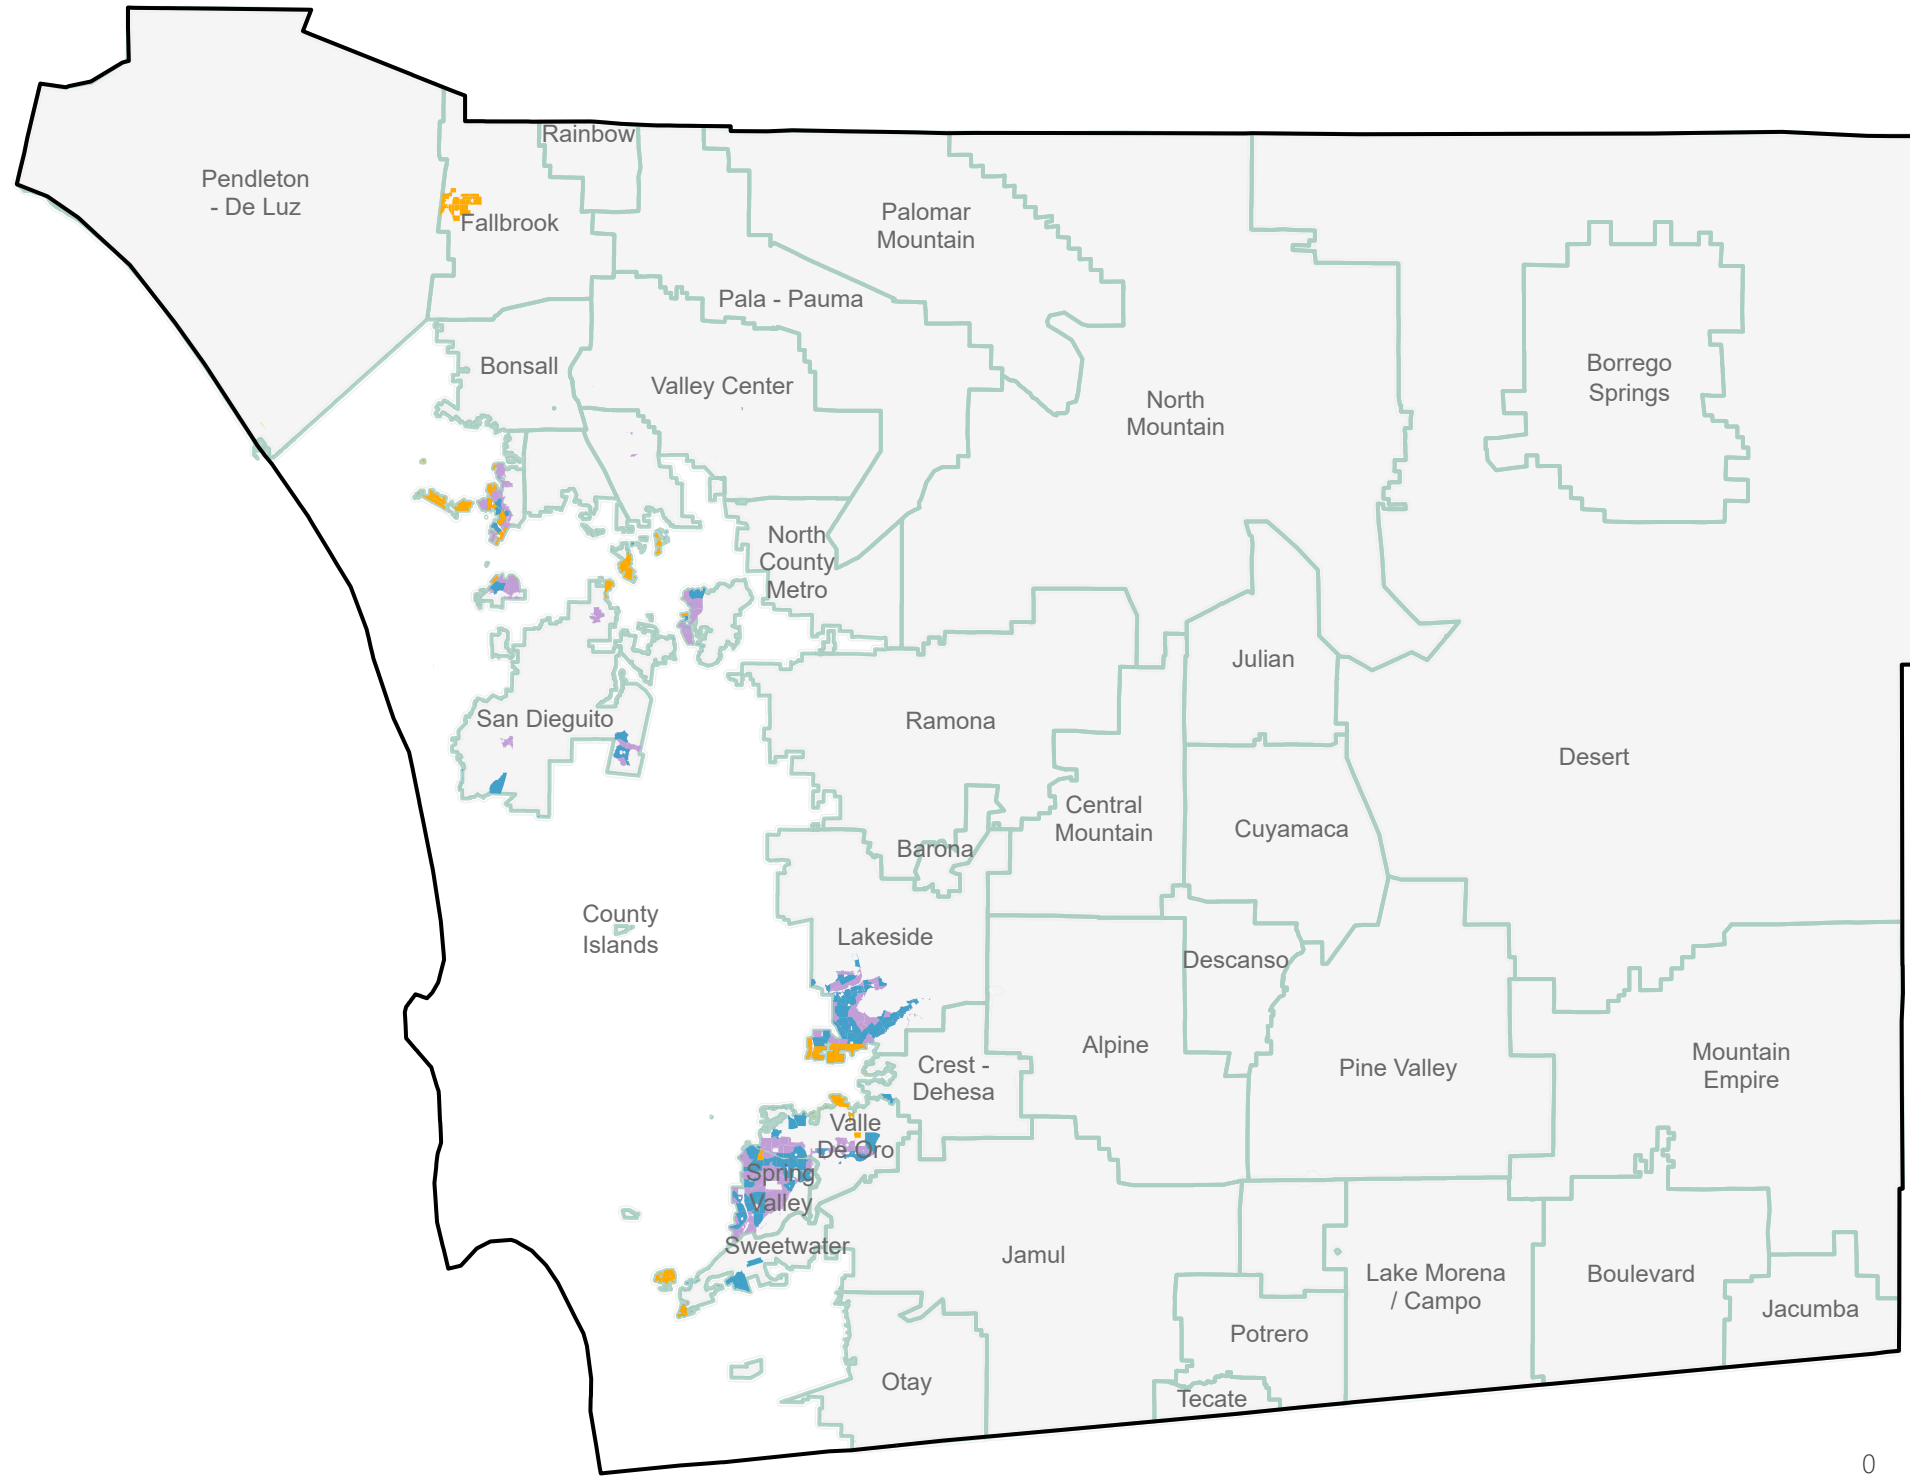 Rainbow
Pendleton
- De Luz
Fallbrook
Palomar
Mountain
Pala - Pauma
Bonsall
Valley Center
North
Mountain
Borrego
Springs
North
County
Metro
Julian
San Dieguito
Ramona
Desert
Central
Mountain
Cuyamaca
Barona
County
Islands
Lakeside
Descanso
Alpine
Crest -
Dehesa
Pine Valley
Mountain
Empire
Valle
De Oro
Spring
Valley
Sweetwater
Jamul
Lake Morena
/ Campo
Boulevard
Jacumba
Potrero
Otay
Tecate
0